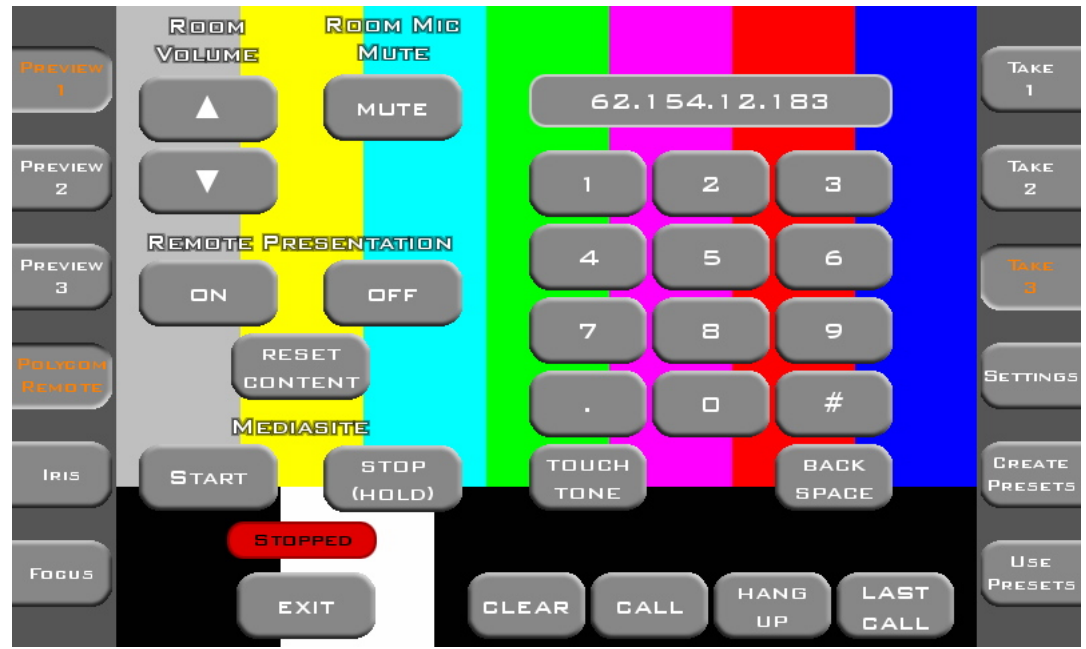 PREVIEW
1
PREVIEW
2
PREVIEW
3
POLYCOM
REMOTE
IRIS
FOCUS
ROOM
VOLUME
▲
▼
ROOM MIC
MUTE
MUTE
REMOTE PRESENTATION
ON
OFF
RESET
CONTENT
MEDIASITE
START
STOP
(HOLD)
STOPPED
EXIT
62.154.12.183
1 2 3
4 5 6
7 8 9
. 0 #
TOUCH
TONE
BACK
SPACE
CLEAR
CALL
HANG
UP
LAST
CALL
TAKE
1
TAKE
2
TAKE
3
SETTINGS
CREATE
PRESETS
USE
PRESETS